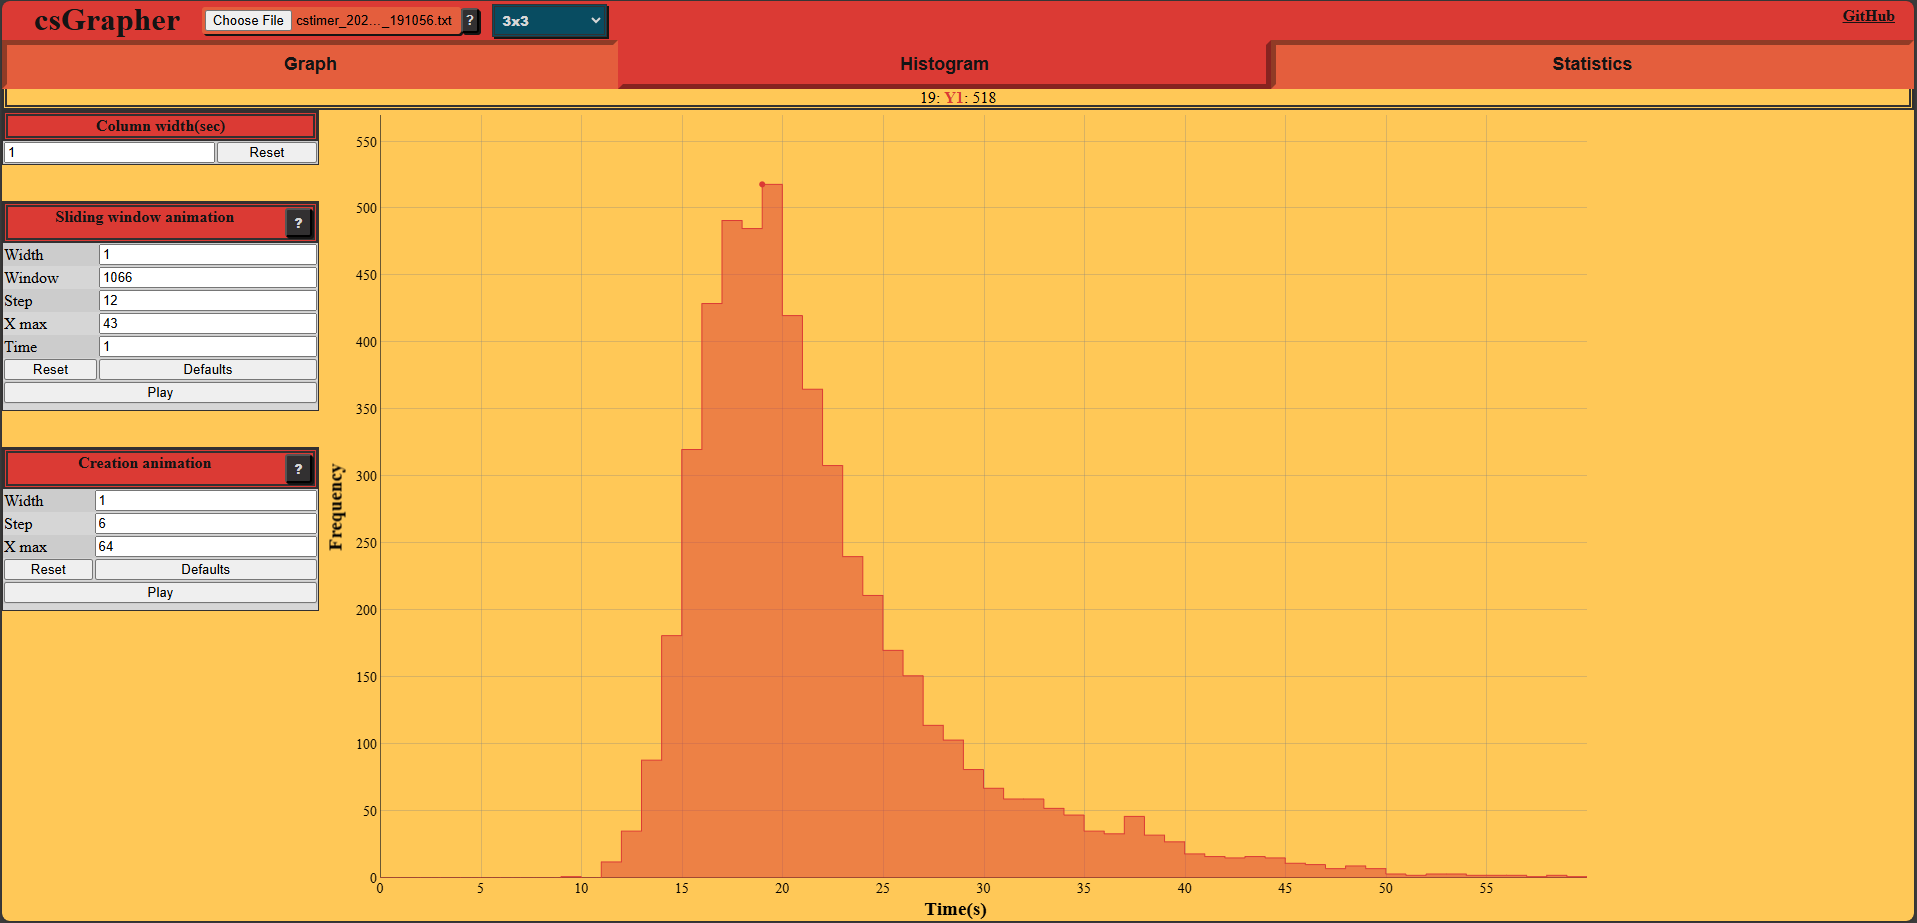 csGrapher Choose File cstimer_202..._191056.txt ? 3x3 GitHub
Graph Histogram Statistics
19: Y1: 518
Column width(sec)
1 Reset
Sliding window animation ?
Width 1
Window 1066
Step 12
X max 43
Time 1
Reset Defaults
Play
Creation animation ?
Width 1
Step 6
X max 64
Reset Defaults
Play
Frequency
550
500
450
400
350
300
250
200
150
100
50
0
0 5 10 15 20 25 30 35 40 45 50 55
Time(s)